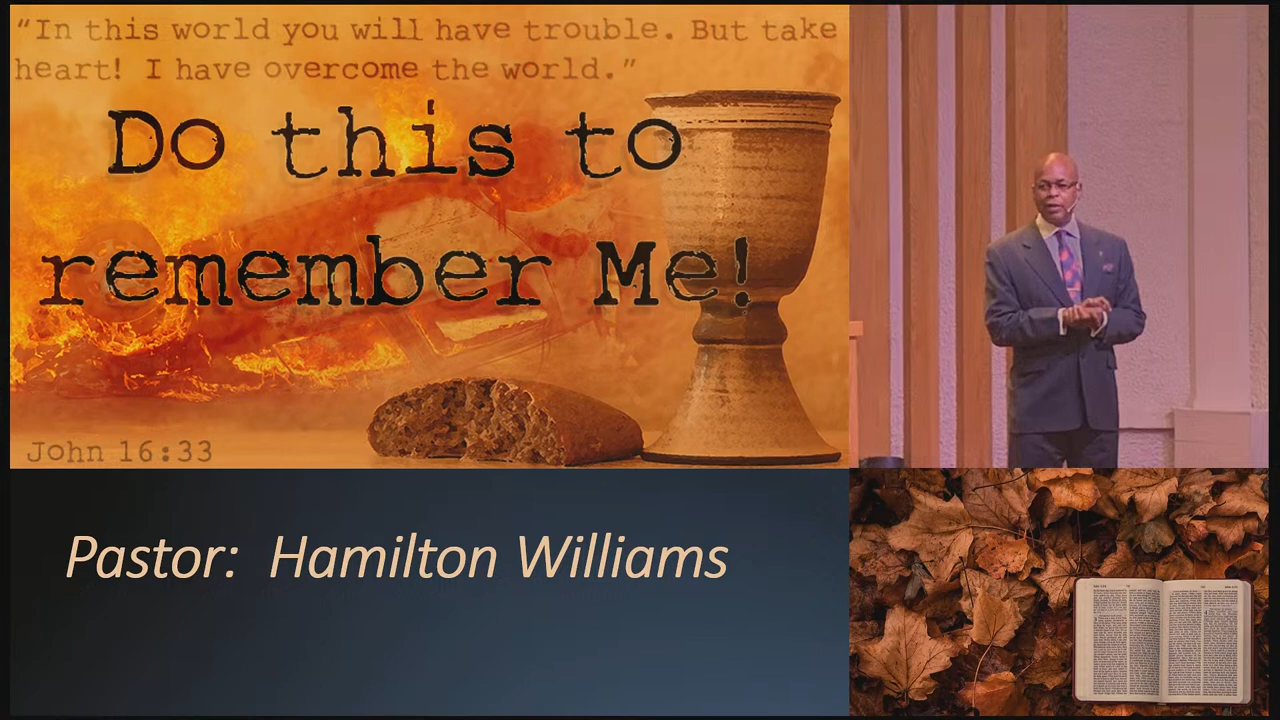 “In this world you will have trouble. But take
heart! I have overcome the world.”
Do this to
remember Me!
John 16:33
Pastor: Hamilton Williams